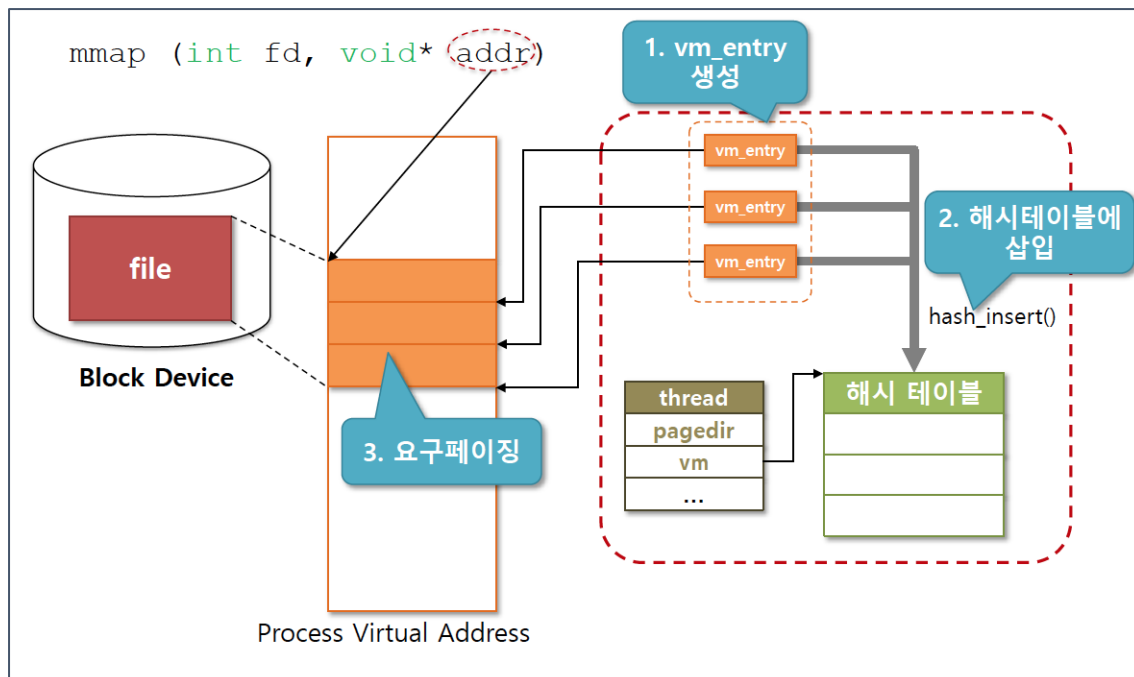 mmap (int fd, void* addr)
1. vm_entry
생성
vm_entry
vm_entry
vm_entry
2. 해시테이블에
삽입
hash_insert()
file
Block Device
3. 요구페이징
thread
pagedir
vm
...
해시 테이블
Process Virtual Address